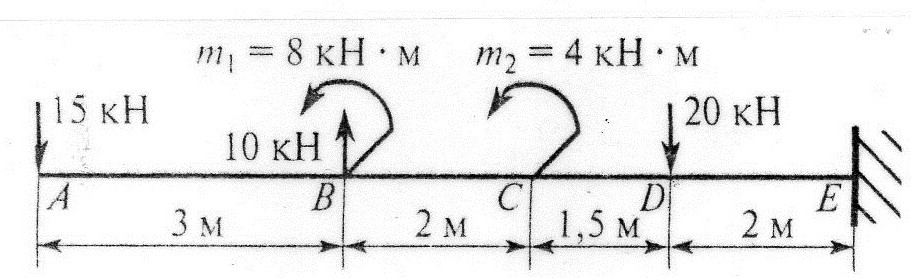 m₁ = 8 кН · м   m₂ = 4 кН · м
15 кН   10 кН   20 кН
A   B   C   D   E
3 м   2 м   1,5 м   2 м